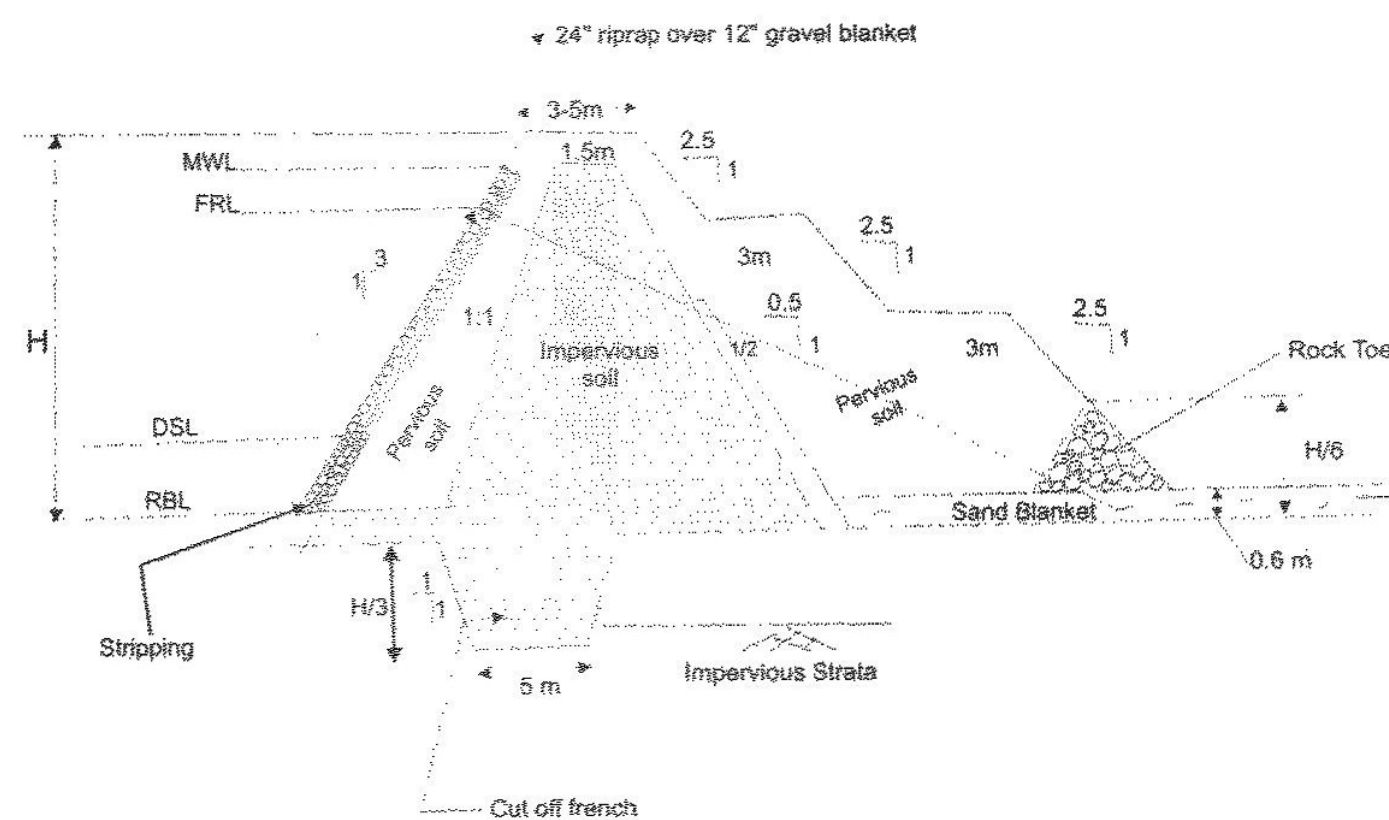 24" riprap over 12" gravel blanket
3-5m
2.5
1
MWL
1.5m
FRL
2.5
1
3
1
3m
H
1:1
0.5
1
2.5
1
Impervious
soil
1/2
3m
Rock Toe
Pervious
soil
Pervious
soil
DSL
H/6
RBL
Sand Blanket
0.6 m
H/3
1
1
Stripping
5 m
Impervious Strata
Cut off french